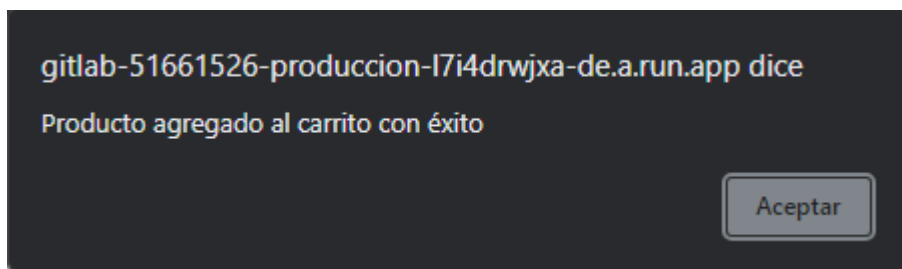 gitlab-51661526-produccion-l7i4drwjxa-de.a.run.app dice
Producto agregado al carrito con éxito
Aceptar